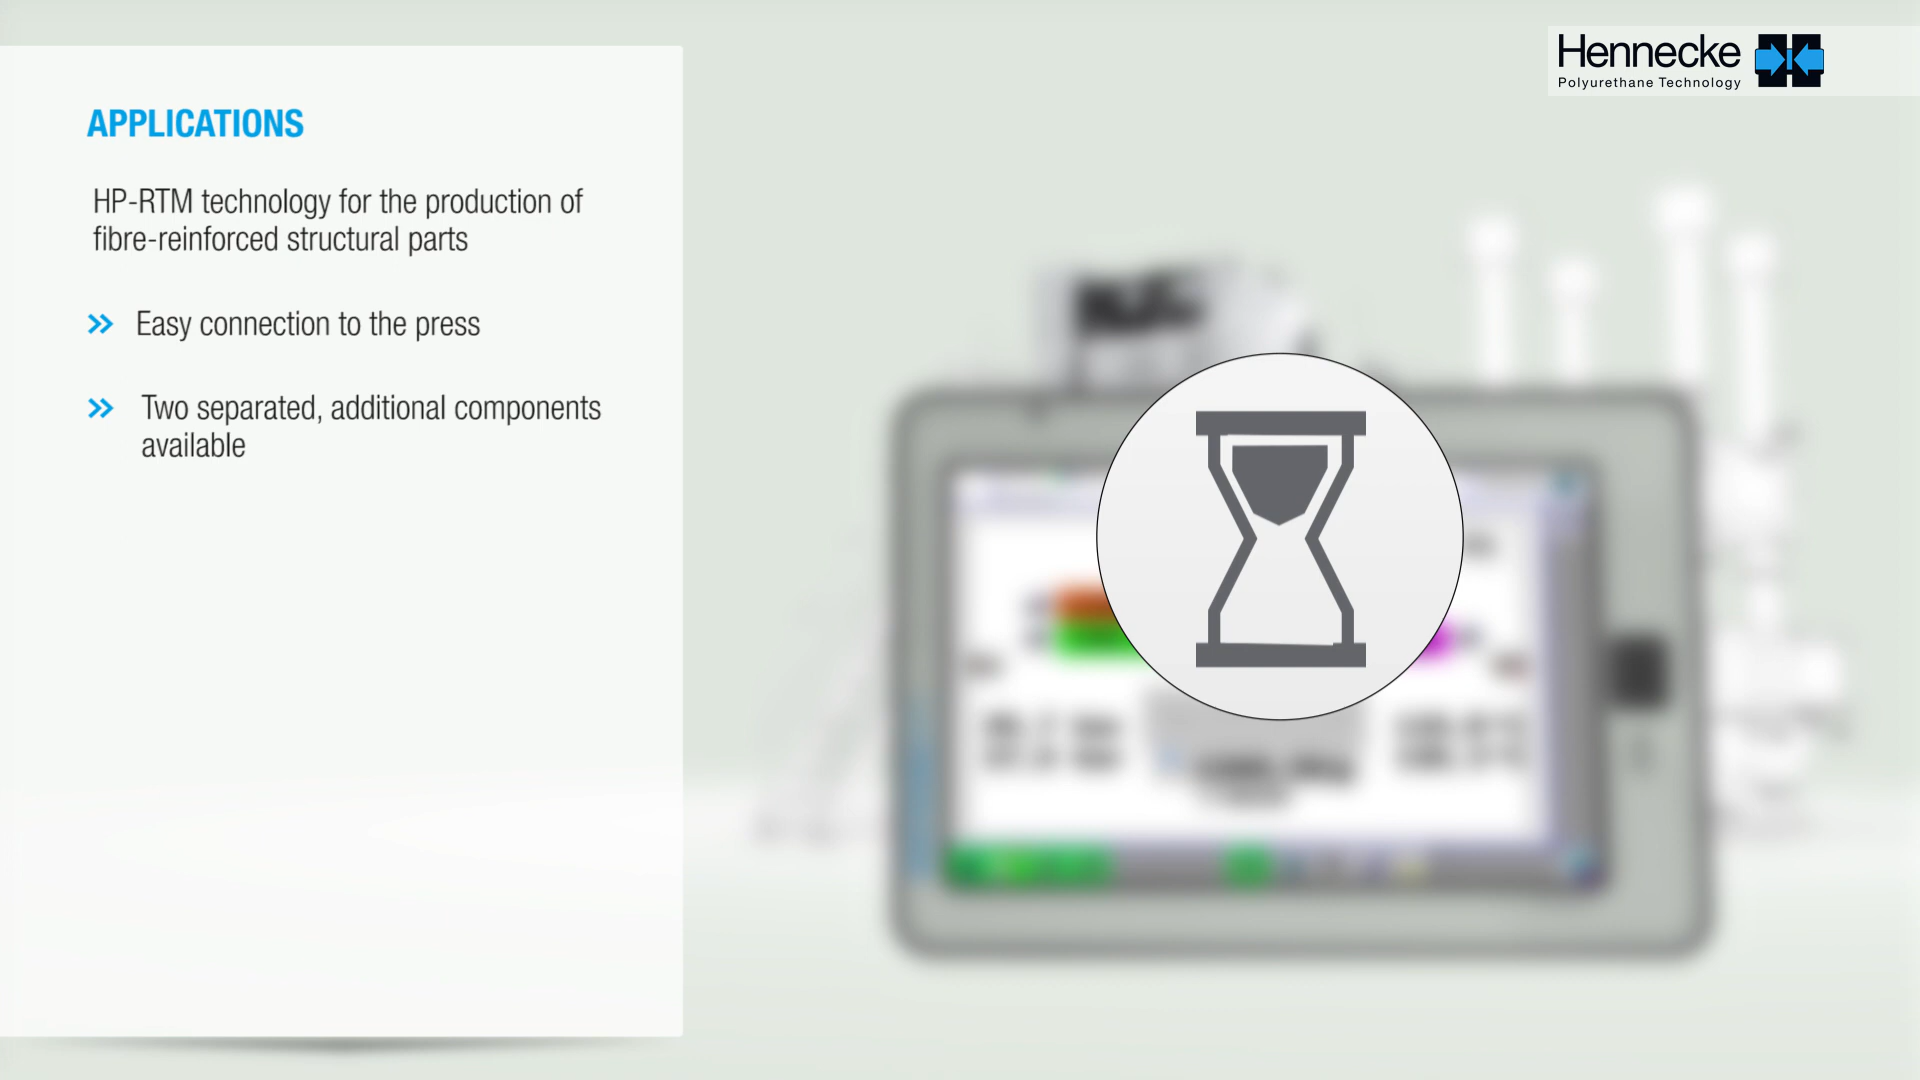 Hennecke
Polyurethane Technology
APPLICATIONS
HP-RTM technology for the production of
fibre-reinforced structural parts
Easy connection to the press
Two separated, additional components
available